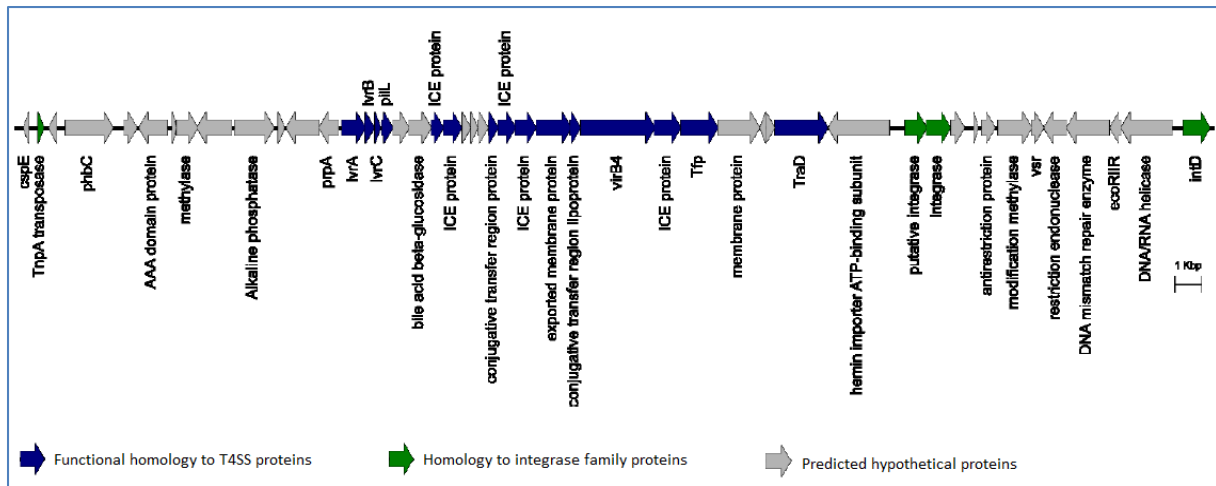 lvrB
pilL
ICE protein
ICE protein
cspE
TnpA transposase
phbC
AAA domain protein
methylase
Alkaline phosphatase
prpA
lvrA
lvrC
bile acid beta-glucosidase
ICE protein
conjugative transfer region protein
ICE protein
exported membrane protein
conjugative transfer region lipoprotein
virB4
ICE protein
Tfp
membrane protein
TraD
hemin importer ATP-binding subunit
putative integrase
Integrase
antirestriction protein
modification methylase
vsr
restriction endonuclease
DNA mismatch repair enzyme
ecoRIIR
DNA/RNA helicase
intD
1 Kbp
Functional homology to T4SS proteins
Homology to integrase family proteins
Predicted hypothetical proteins